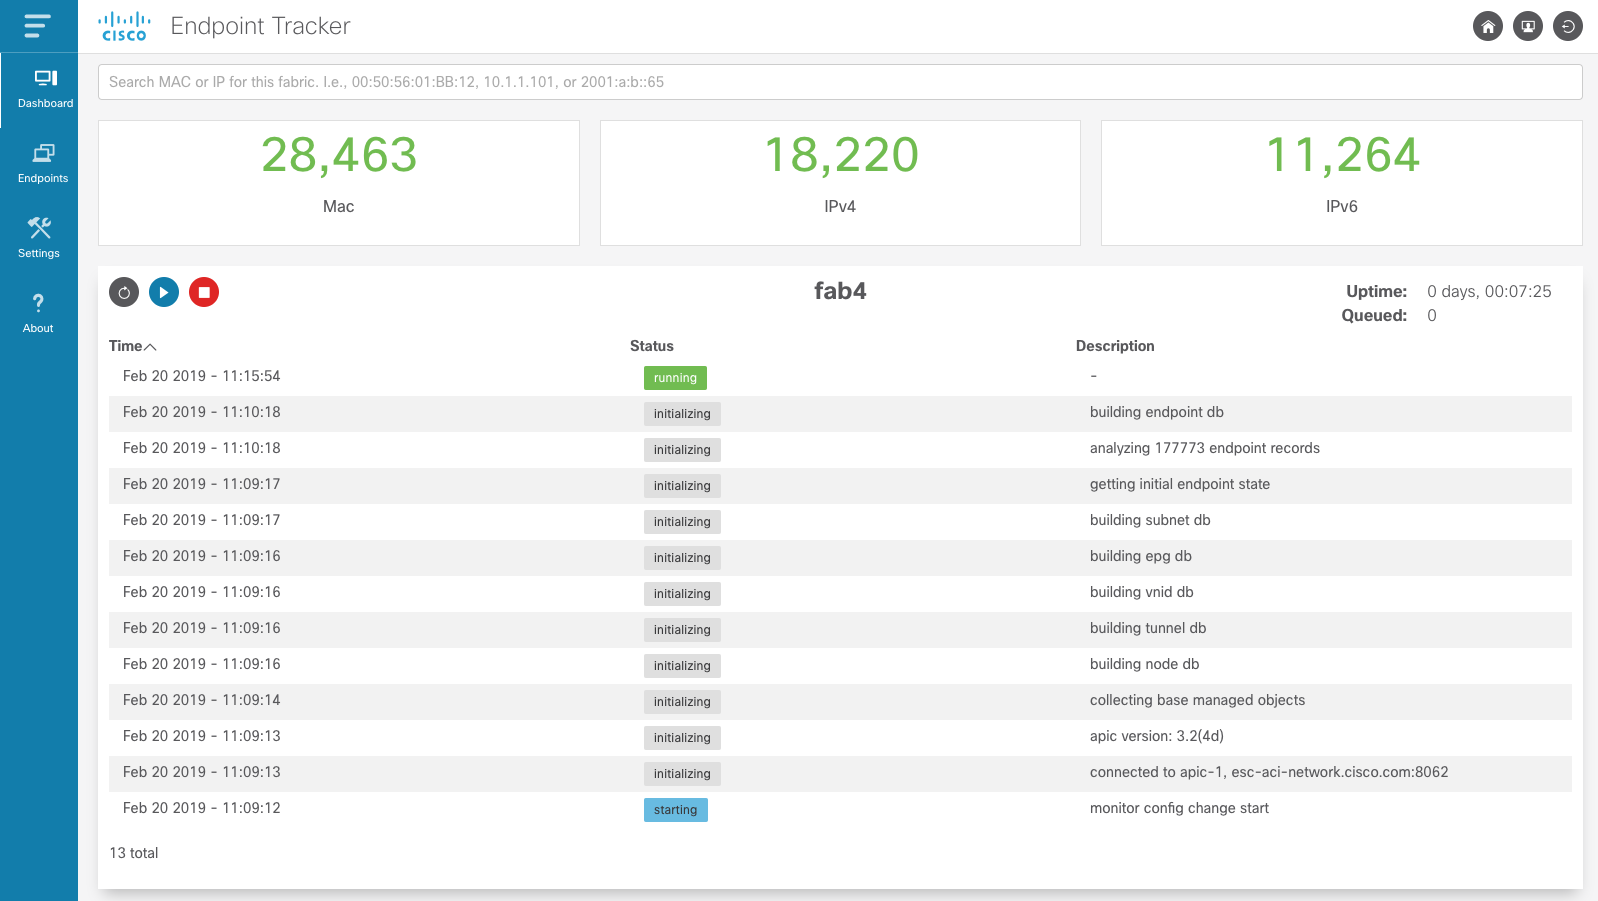 CISCO Endpoint Tracker
Search MAC or IP for this fabric. I.e., 00:50:56:01:BB:12, 10.1.1.101, or 2001:a:b::65
Dashboard
Endpoints
Settings
?
About
28,463
Mac
18,220
IPv4
11,264
IPv6
fab4
Uptime: 0 days, 00:07:25
Queued: 0
Time Status Description
Feb 20 2019 - 11:15:54 running -
Feb 20 2019 - 11:10:18 initializing building endpoint db
Feb 20 2019 - 11:10:18 initializing analyzing 177773 endpoint records
Feb 20 2019 - 11:09:17 initializing getting initial endpoint state
Feb 20 2019 - 11:09:17 initializing building subnet db
Feb 20 2019 - 11:09:16 initializing building epg db
Feb 20 2019 - 11:09:16 initializing building vnid db
Feb 20 2019 - 11:09:16 initializing building tunnel db
Feb 20 2019 - 11:09:16 initializing building node db
Feb 20 2019 - 11:09:14 initializing collecting base managed objects
Feb 20 2019 - 11:09:13 initializing apic version: 3.2(4d)
Feb 20 2019 - 11:09:13 initializing connected to apic-1, esc-aci-network.cisco.com:8062
Feb 20 2019 - 11:09:12 starting monitor config change start
13 total